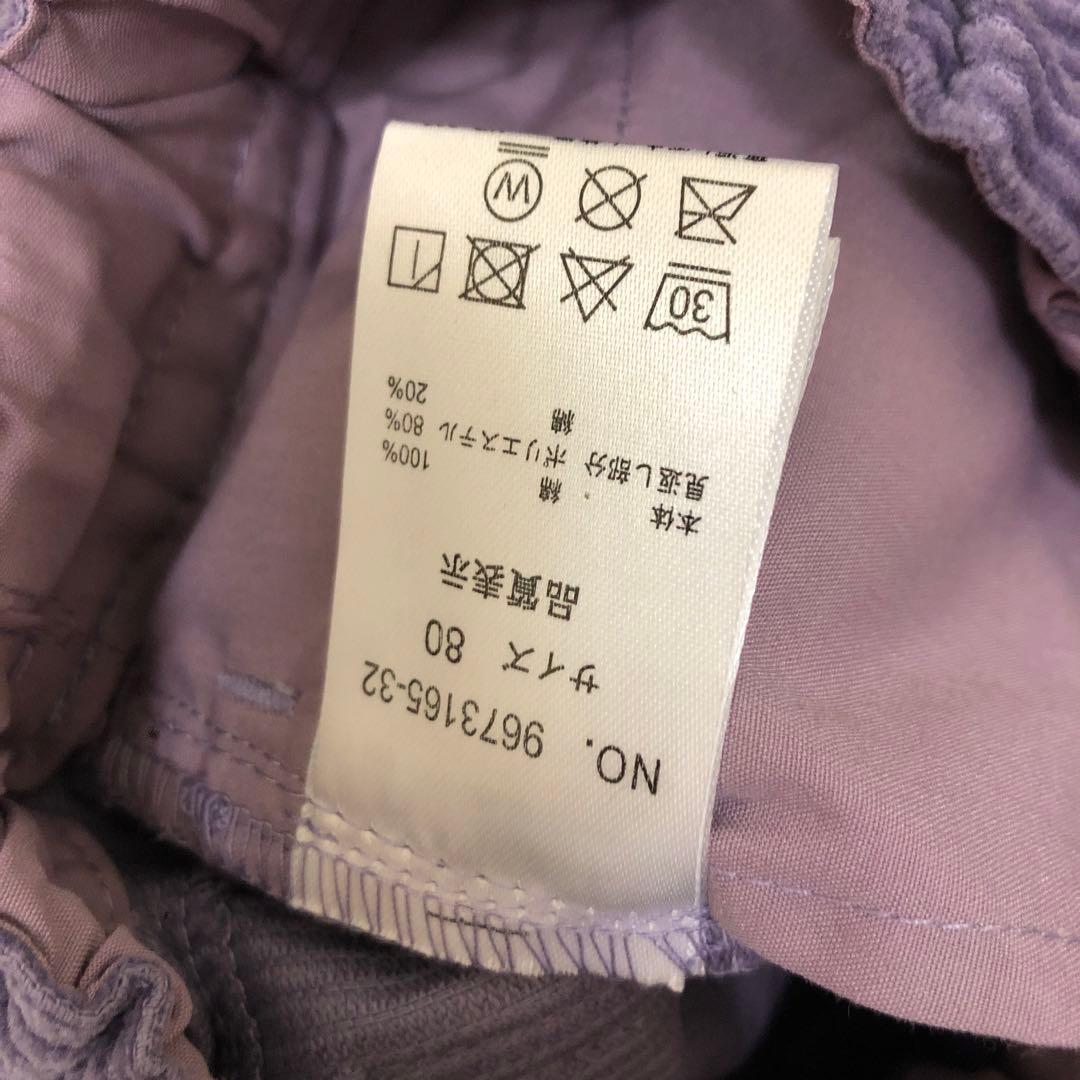 NO. 9673165-32
サイズ 80
品質表示
本体
綿 100%
見返し部分 ポリエステル 80%
綿 20%
30
W